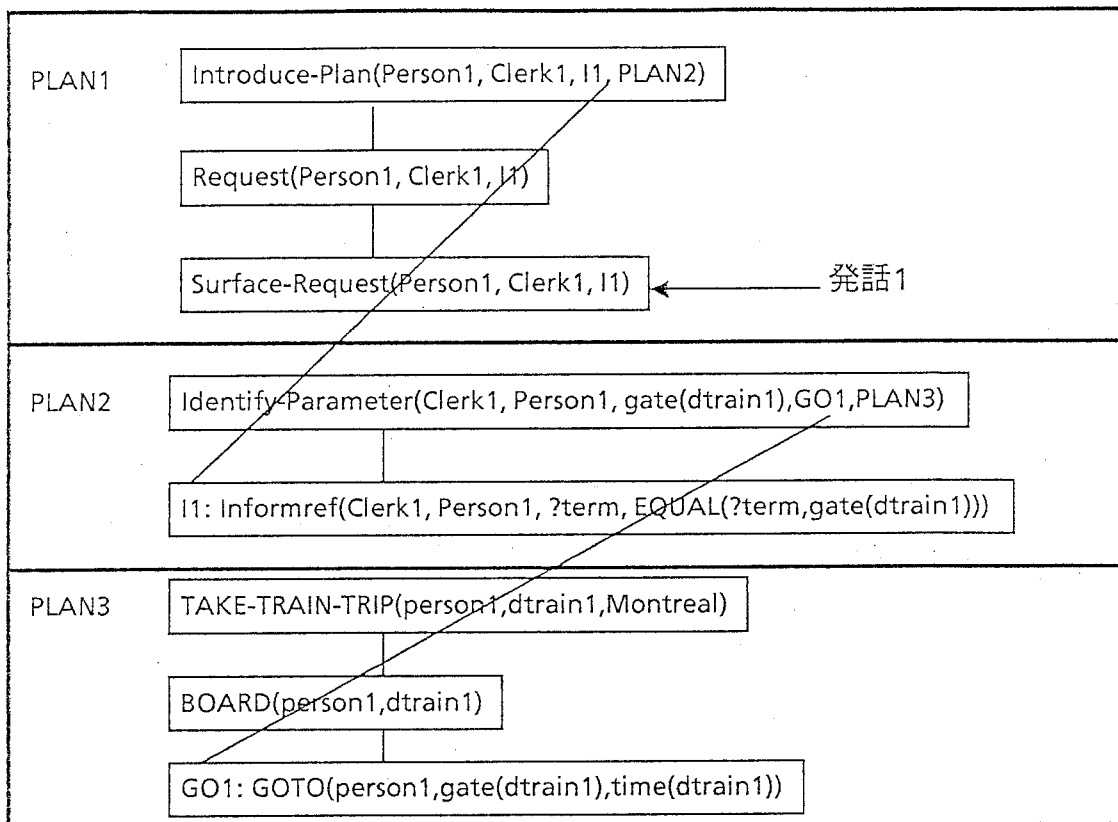 PLAN1
Introduce-Plan(Person1, Clerk1, I1, PLAN2)
Request(Person1, Clerk1, I1)
Surface-Request(Person1, Clerk1, I1)
発話1
PLAN2
Identify-Parameter(Clerk1, Person1, gate(dtrain1),GO1,PLAN3)
I1: Informref(Clerk1, Person1, ?term, EQUAL(?term,gate(dtrain1)))
PLAN3
TAKE-TRAIN-TRIP(person1,dtrain1,Montreal)
BOARD(person1,dtrain1)
GO1: GOTO(person1,gate(dtrain1),time(dtrain1))